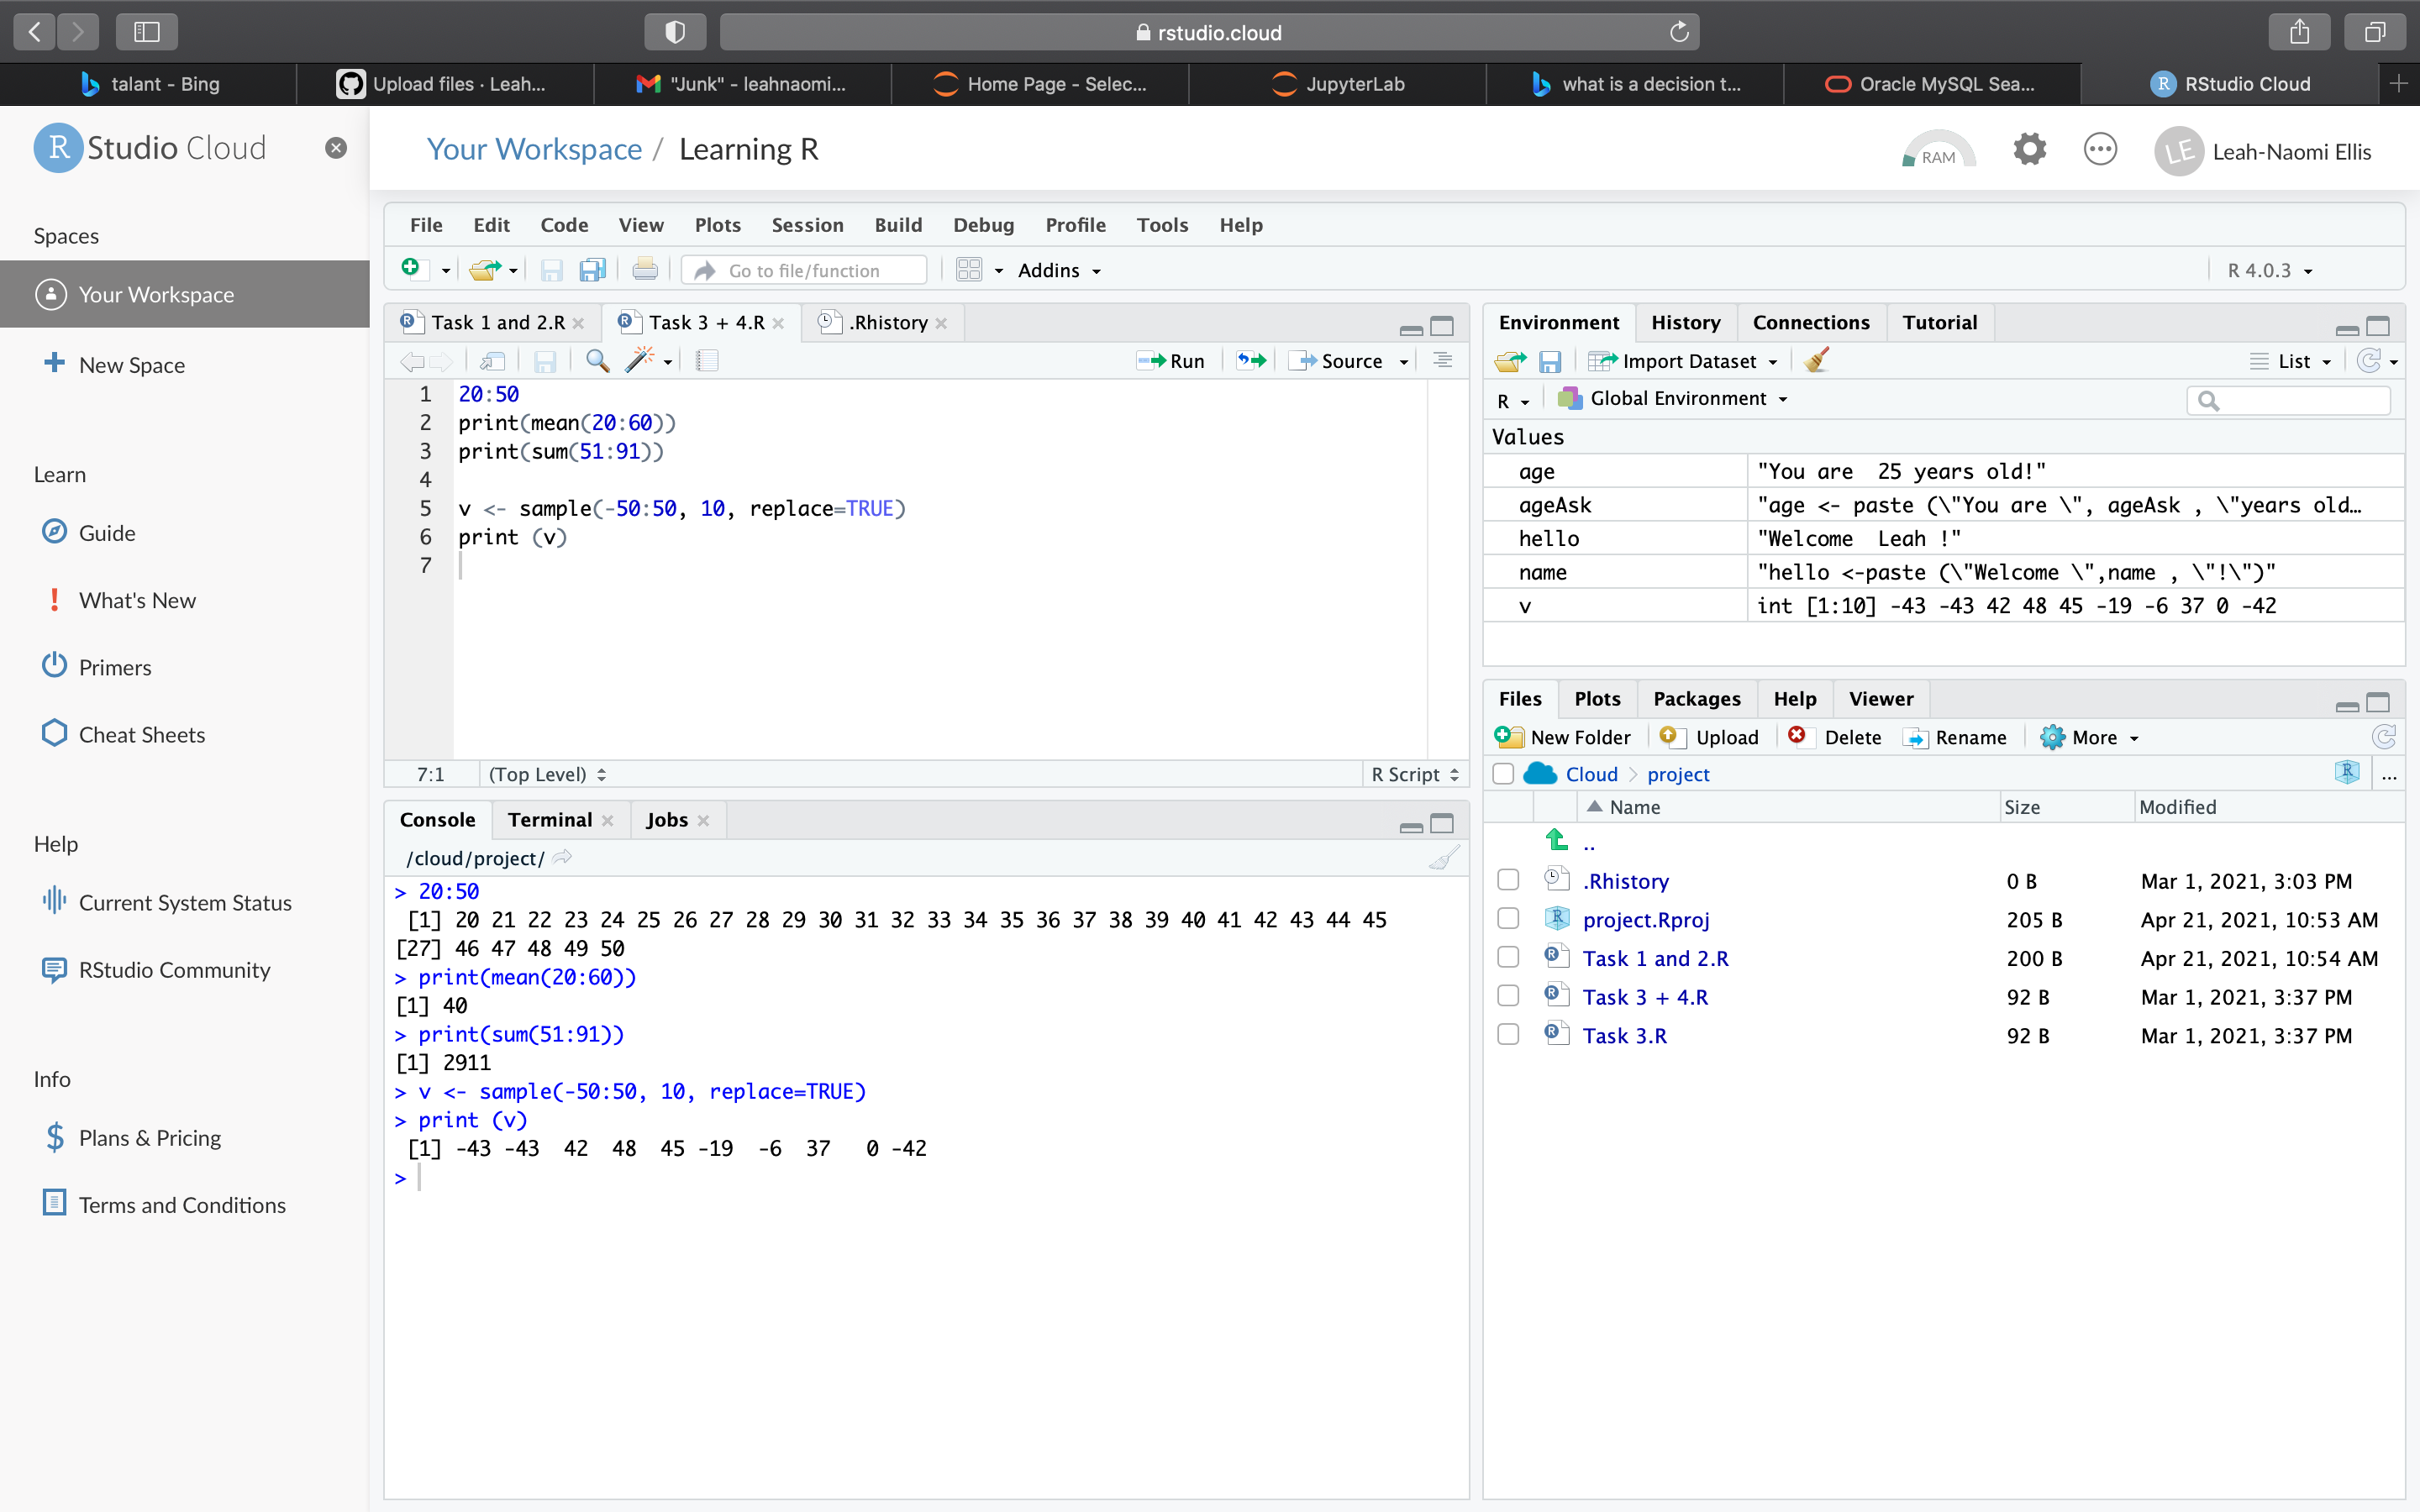 rstudio.cloud
talant - Bing
Upload files · Leah...
"Junk" - leahnaomi...
Home Page - Selec...
JupyterLab
what is a decision t...
Oracle MySQL Sea...
R RStudio Cloud
R Studio Cloud
Your Workspace / Learning R
RAM
LE Leah-Naomi Ellis
Spaces
Your Workspace
New Space
Learn
Guide
What's New
Primers
Cheat Sheets
Help
Current System Status
RStudio Community
Info
Plans & Pricing
Terms and Conditions
File Edit Code View Plots Session Build Debug Profile Tools Help
Go to file/function Addins R 4.0.3
Task 1 and 2.R Task 3 + 4.R .Rhistory
Run Source
1 20:50
2 print(mean(20:60))
3 print(sum(51:91))
4
5 v <- sample(-50:50, 10, replace=TRUE)
6 print (v)
7
7:1 (Top Level) R Script
Console Terminal Jobs
/cloud/project/
> 20:50
[1] 20 21 22 23 24 25 26 27 28 29 30 31 32 33 34 35 36 37 38 39 40 41 42 43 44 45
[27] 46 47 48 49 50
> print(mean(20:60))
[1] 40
> print(sum(51:91))
[1] 2911
> v <- sample(-50:50, 10, replace=TRUE)
> print (v)
[1] -43 -43 42 48 45 -19 -6 37 0 -42
>
Environment History Connections Tutorial
Import Dataset List
R Global Environment
Values
age "You are  25 years old!"
ageAsk "age <- paste (\"You are \", ageAsk , \"years old…
hello "Welcome  Leah !"
name "hello <-paste (\"Welcome \",name , \"!\")"
v int [1:10] -43 -43 42 48 45 -19 -6 37 0 -42
Files Plots Packages Help Viewer
New Folder Upload Delete Rename More
Cloud project R ...
Name Size Modified
..
.Rhistory 0 B Mar 1, 2021, 3:03 PM
project.Rproj 205 B Apr 21, 2021, 10:53 AM
Task 1 and 2.R 200 B Apr 21, 2021, 10:54 AM
Task 3 + 4.R 92 B Mar 1, 2021, 3:37 PM
Task 3.R 92 B Mar 1, 2021, 3:37 PM